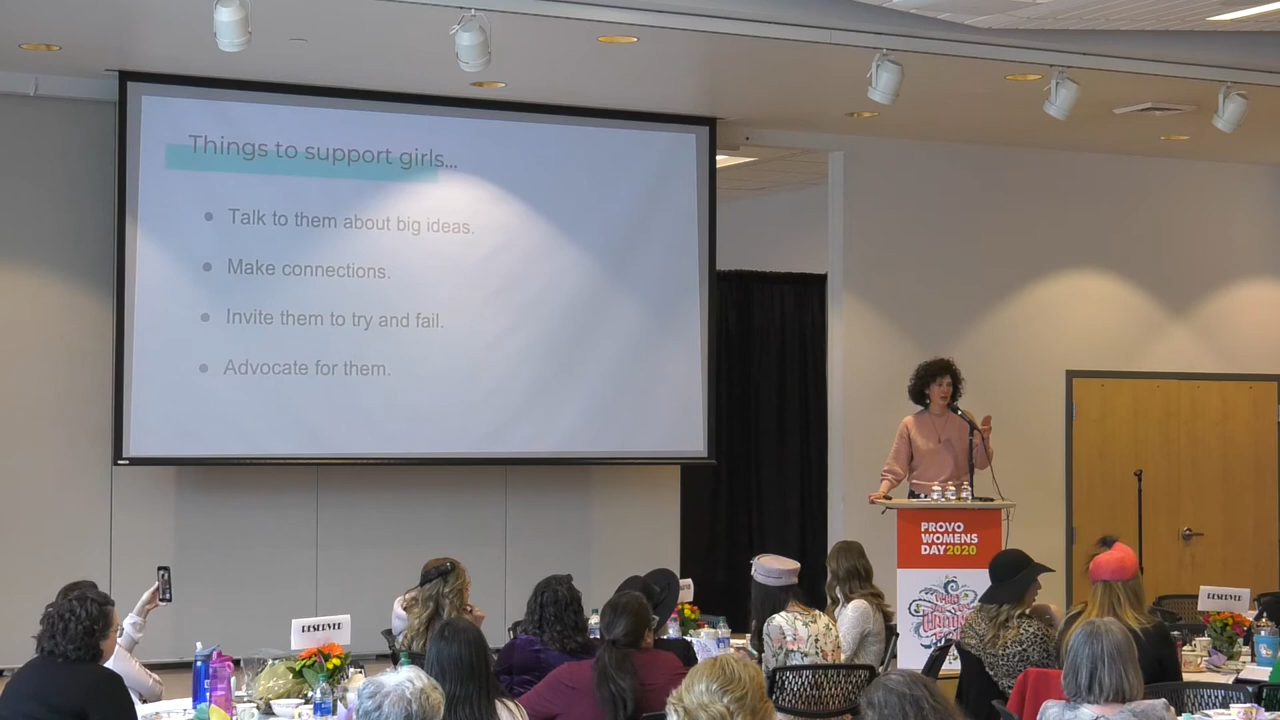 Things to support girls...
Talk to them about big ideas.
Make connections.
Invite them to try and fail.
Advocate for them.
PROVO
WOMENS
DAY2020
RESERVED
RESERVED